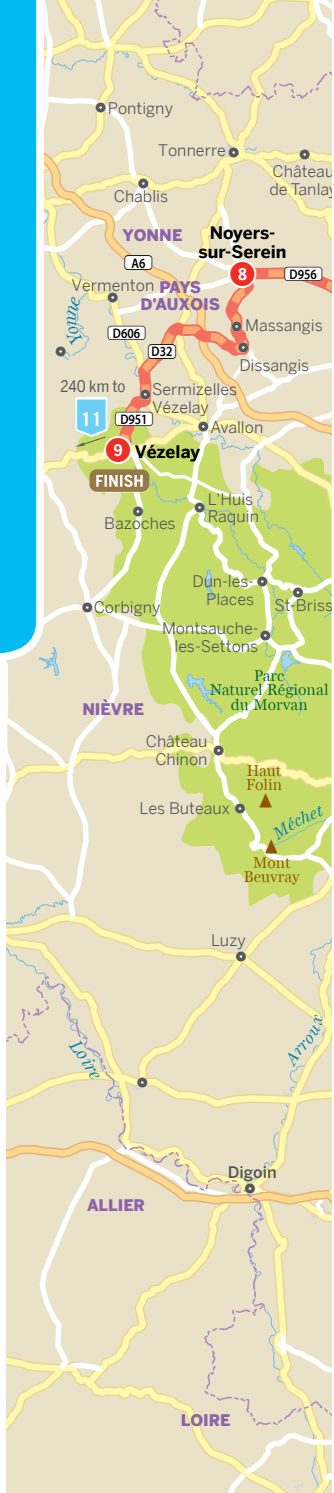 Pontigny
Tonnerre
Château
de Tanlay
Chablis
YONNE
Noyers-
sur-Serein
8
A6
D956
Vermenton
PAYS
D'AUXOIS
Yonne
D606
Massangis
D32
Dissangis
240 km to
11
Sermizelles
Vézelay
D951
Avallon
9
Vézelay
FINISH
L'Huis
Raquin
Bazoches
Dun-les-
Places
St-Briss
Corbigny
Montsauche-
les-Settons
Parc
Naturel Régional
du Morvan
NIÈVRE
Château
Chinon
Haut
Folin
Les Buteaux
Méchet
Mont
Beuvray
Luzy
Loire
Arroux
Digoin
ALLIER
LOIRE